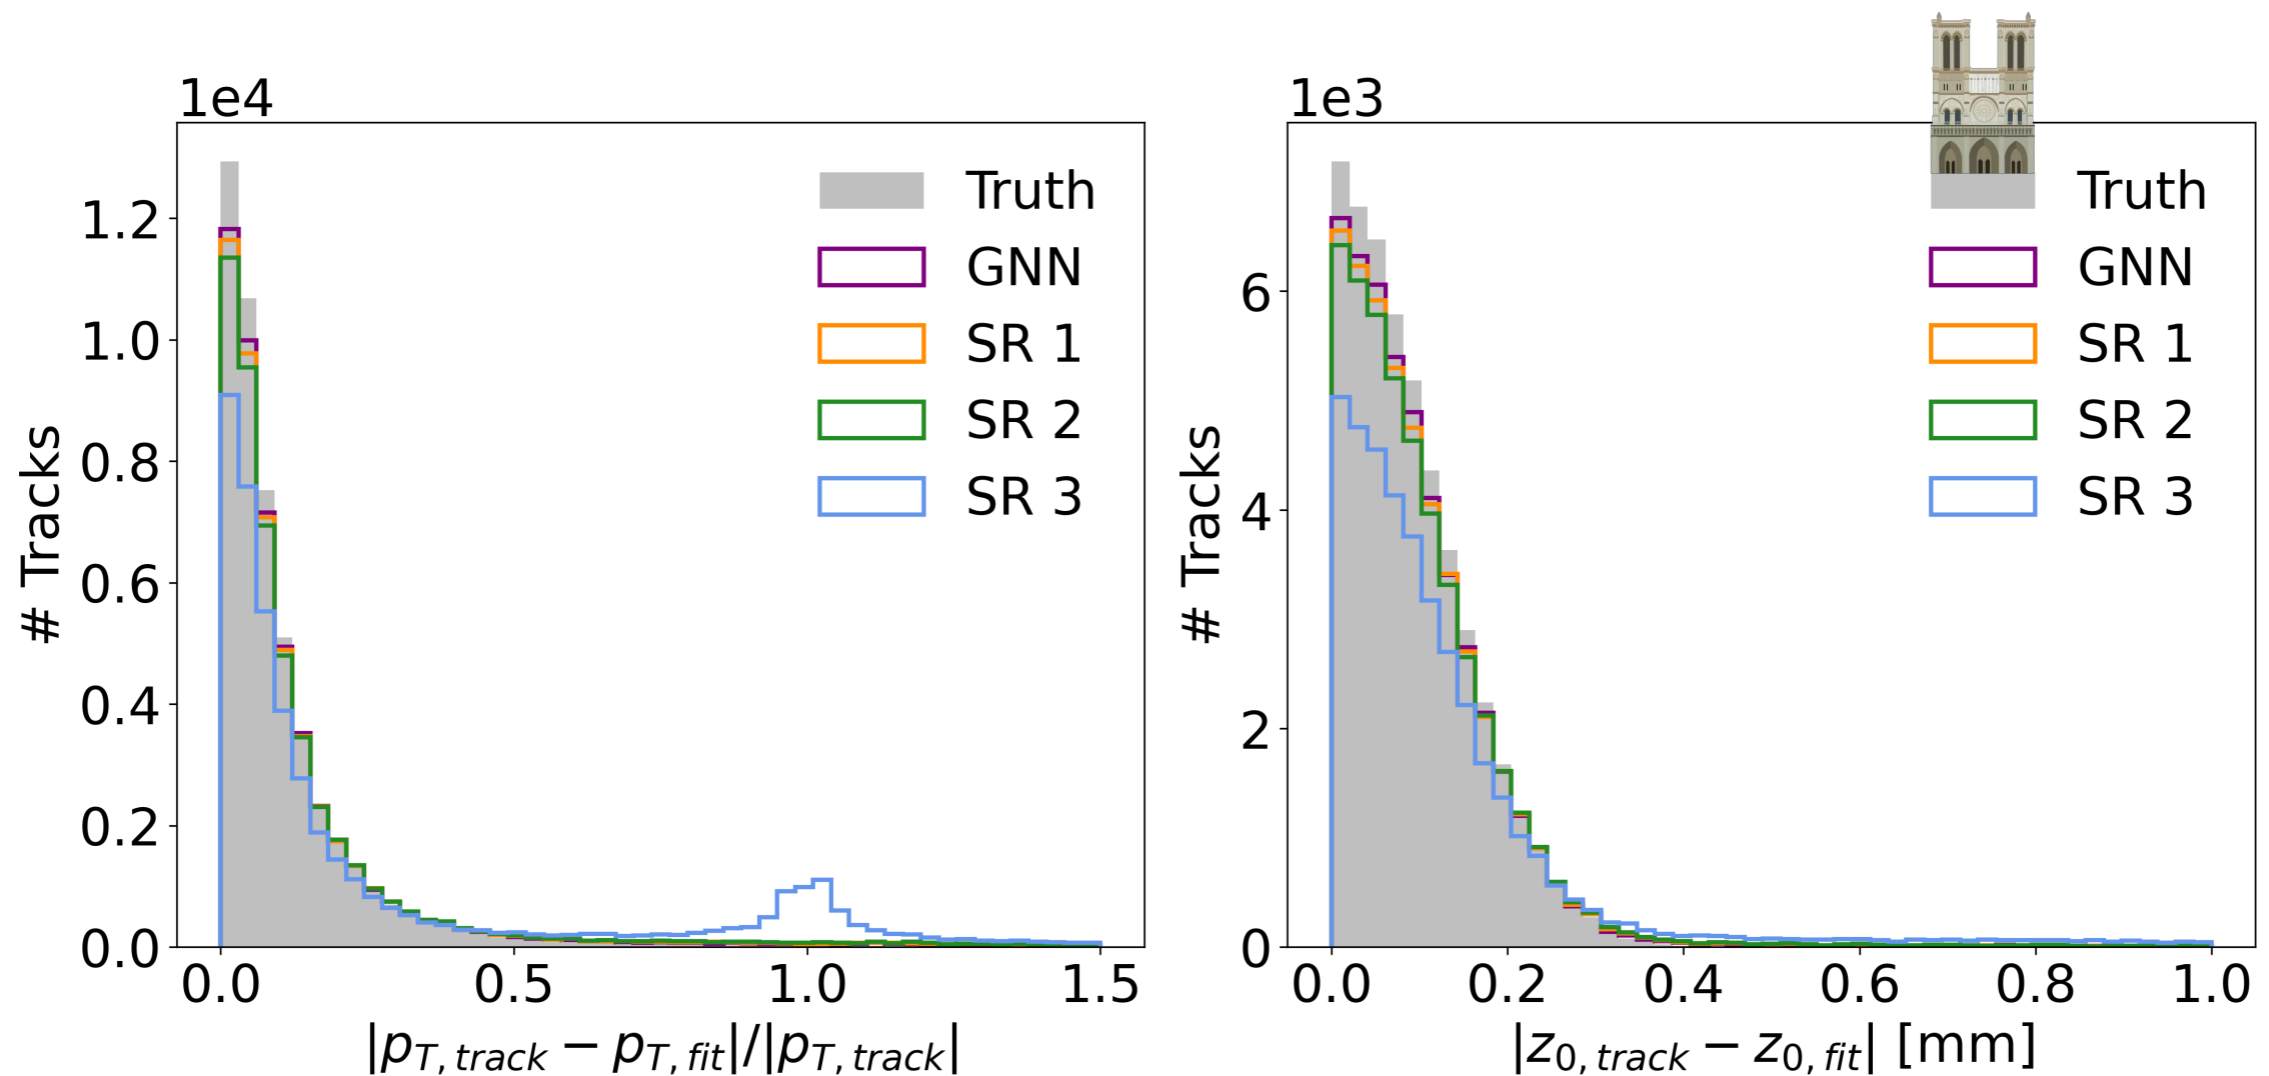 1e4
# Tracks
1.2
1.0
0.8
0.6
0.4
0.2
0.0
0.0 0.5 1.0 1.5
|p_{T, track} − p_{T, fit}|/|p_{T, track}|
Truth
GNN
SR 1
SR 2
SR 3
1e3
# Tracks
6
4
2
0
0.0 0.2 0.4 0.6 0.8 1.0
|z_{0, track} − z_{0, fit}| [mm]
Truth
GNN
SR 1
SR 2
SR 3